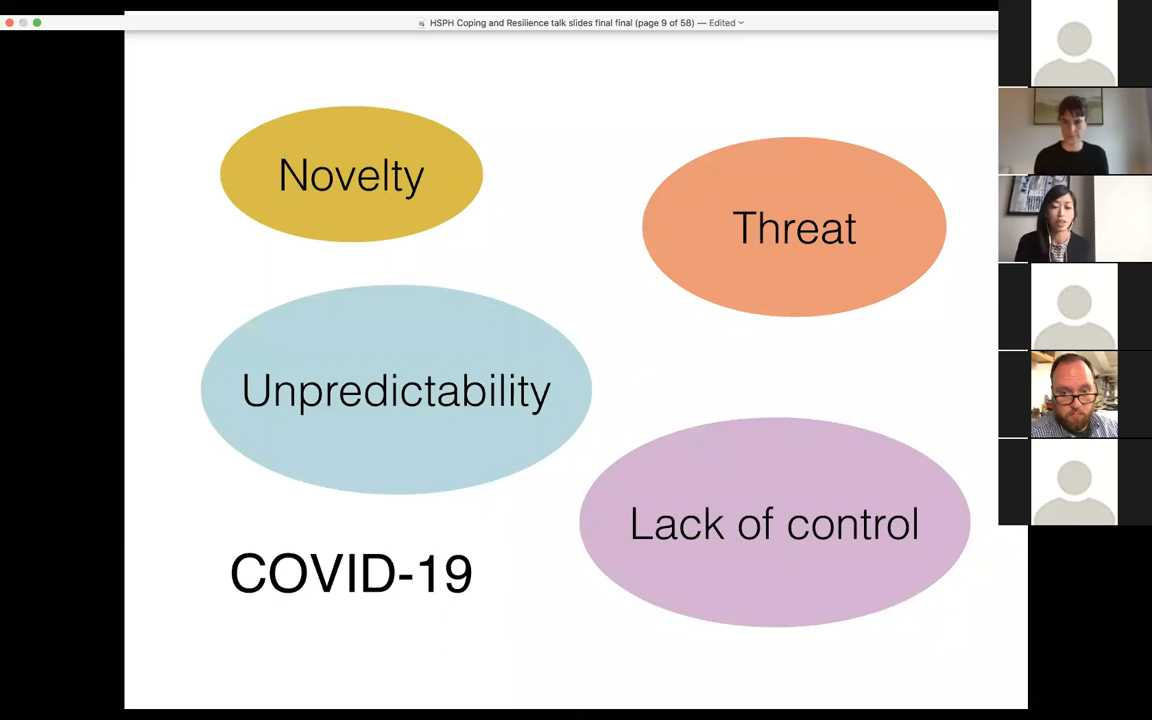 HSPH Coping and Resilience talk slides final final (page 9 of 58) — Edited
Novelty
Threat
Unpredictability
Lack of control
COVID-19